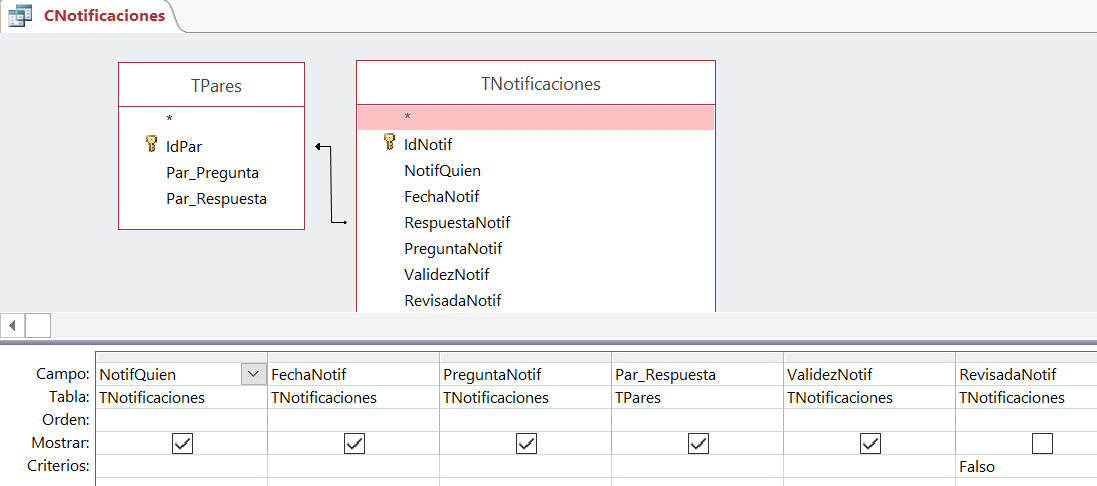 CNotificaciones
TPares
*
IdPar
Par_Pregunta
Par_Respuesta
TNotificaciones
*
IdNotif
NotifQuien
FechaNotif
RespuestaNotif
PreguntaNotif
ValidezNotif
RevisadaNotif
Campo: NotifQuien FechaNotif PreguntaNotif Par_Respuesta ValidezNotif RevisadaNotif
Tabla: TNotificaciones TNotificaciones TNotificaciones TPares TNotificaciones TNotificaciones
Orden:
Mostrar:
Criterios: Falso